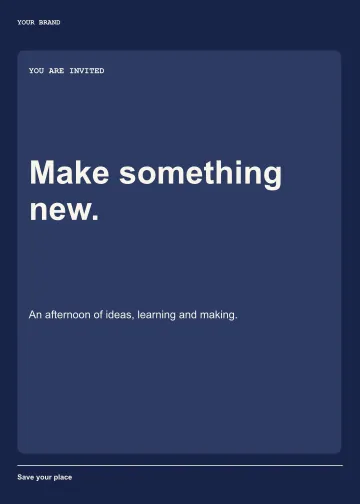 YOUR BRAND
YOU ARE INVITED
Make something
new.
An afternoon of ideas, learning and making.
Save your place